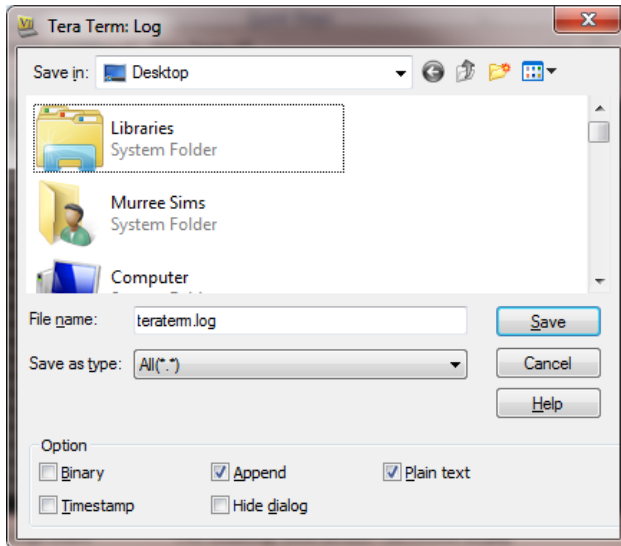 Tera Term: Log
Save in: Desktop
Libraries
System Folder
Murree Sims
System Folder
Computer
File name: teraterm.log
Save
Save as type: All(*.*)
Cancel
Help
Option
Binary Append Plain text
Timestamp Hide dialog